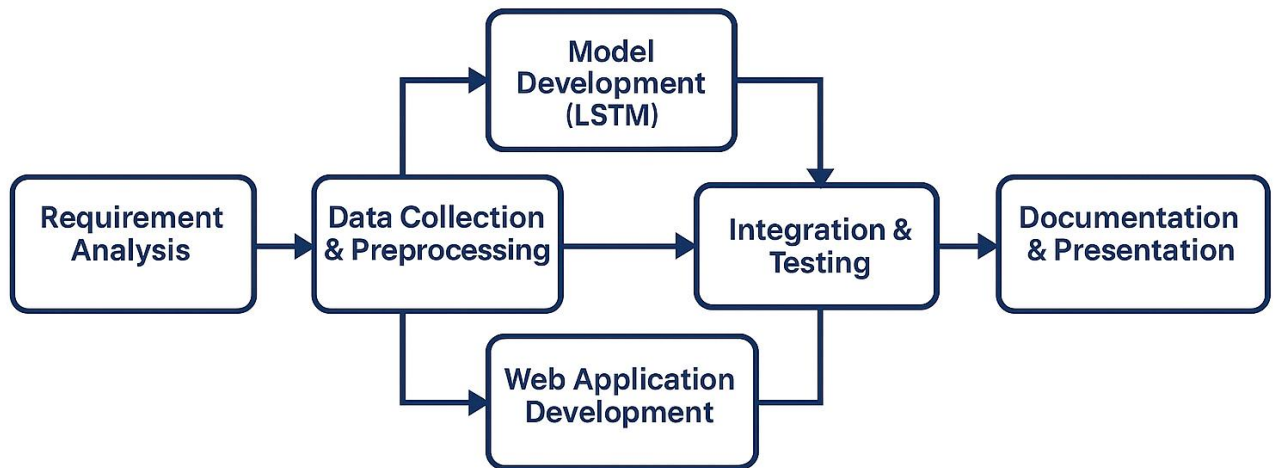 Requirement
Analysis
Data Collection
& Preprocessing
Model
Development
(LSTM)
Web Application
Development
Integration &
Testing
Documentation
& Presentation